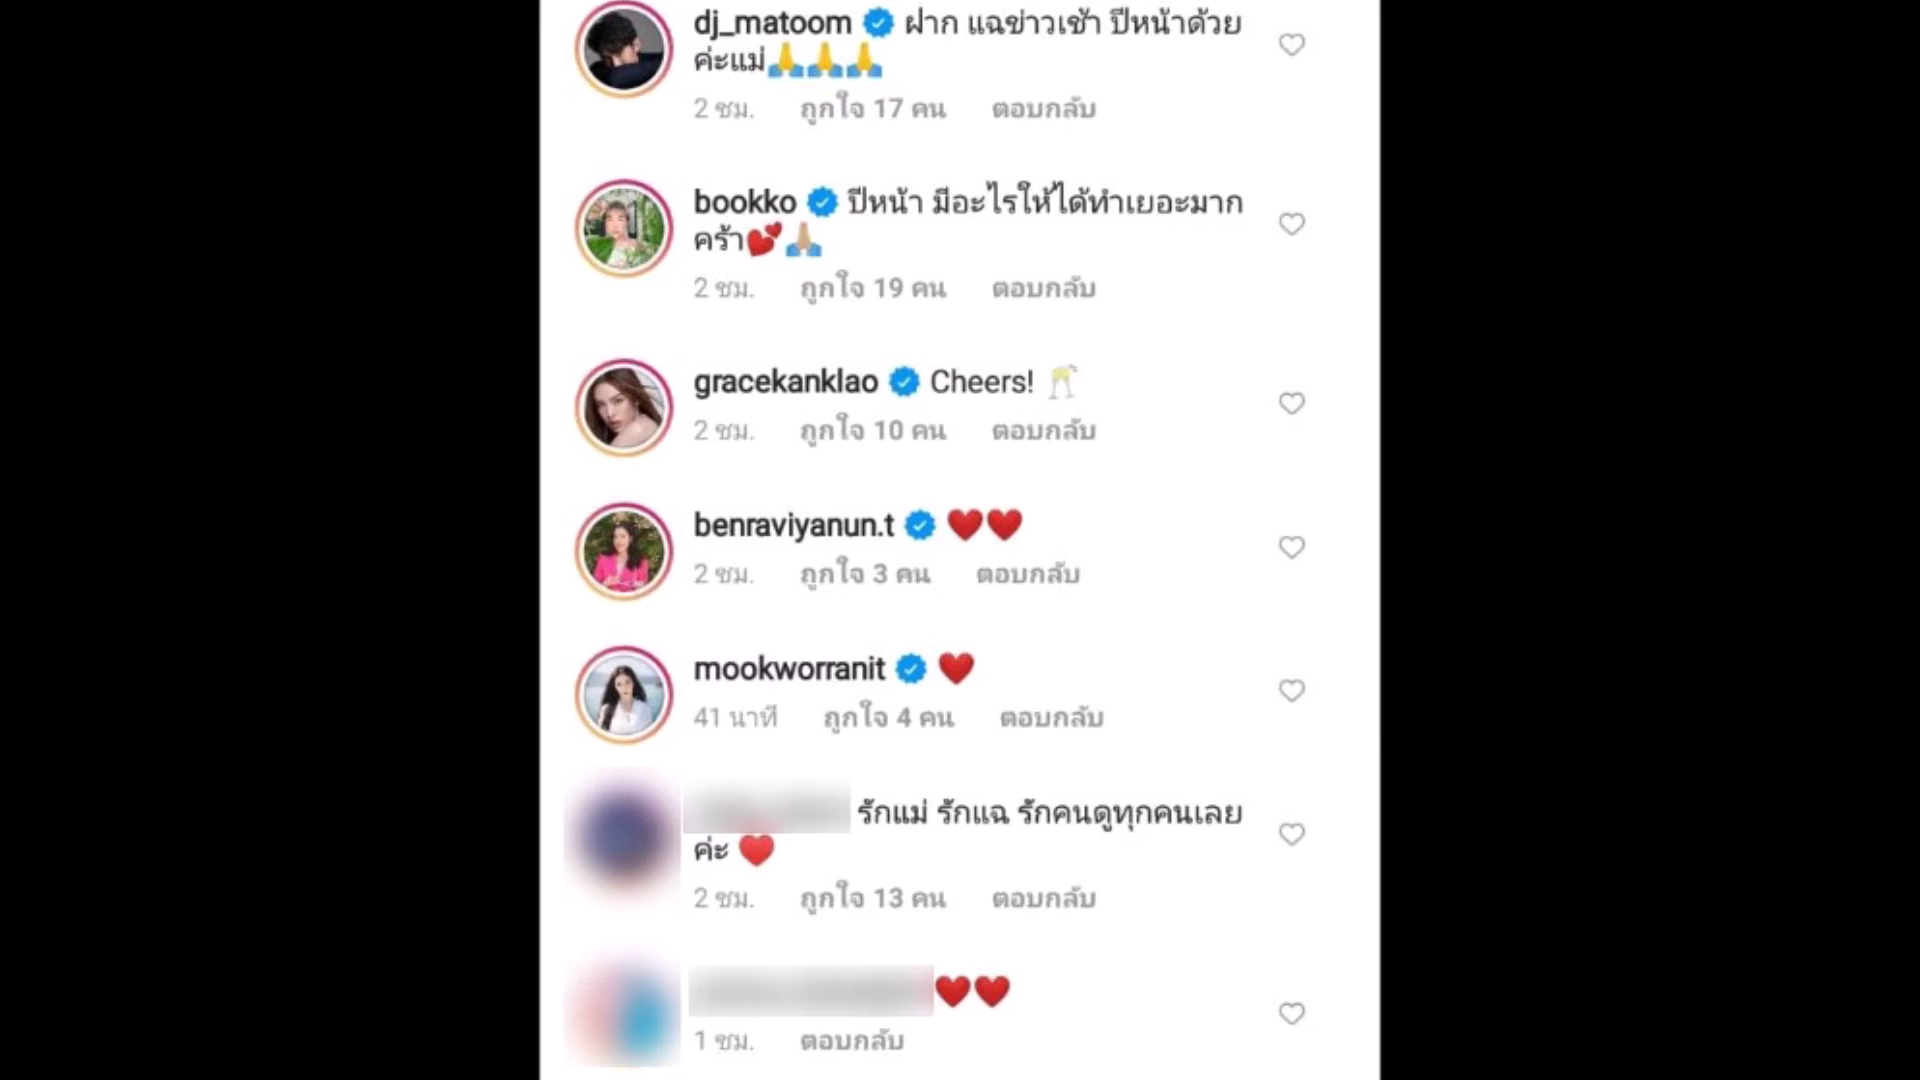 dj_matoom ฝาก แฉข่าวเช้า ปีหน้าด้วย
ค่ะแม่🙏🙏🙏
2 ชม. ถูกใจ 17 คน ตอบกลับ
bookko ปีหน้า มีอะไรให้ได้ทำเยอะมาก
คร้า💕🙏🏼
2 ชม. ถูกใจ 19 คน ตอบกลับ
gracekanklao Cheers! 🥂
2 ชม. ถูกใจ 10 คน ตอบกลับ
benraviyanun.t ❤️❤️
2 ชม. ถูกใจ 3 คน ตอบกลับ
mookworranit ❤️
41 นาที ถูกใจ 4 คน ตอบกลับ
รักแม่ รักแฉ รักคนดูทุกคนเลย
ค่ะ ❤️
2 ชม. ถูกใจ 13 คน ตอบกลับ
❤️❤️
1 ชม. ตอบกลับ